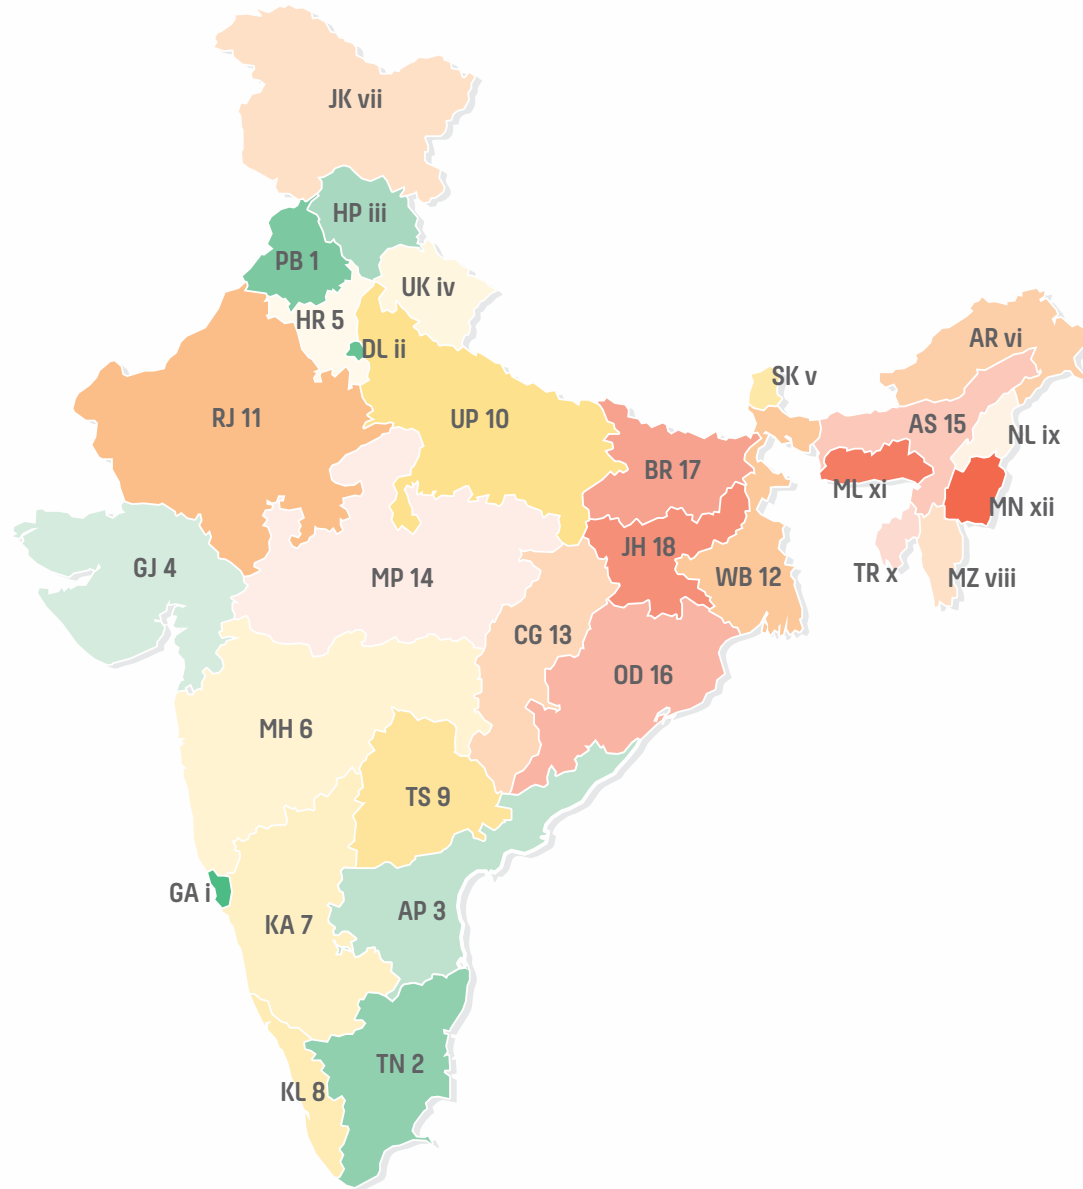 JK vii
HP iii
PB 1
UK iv
HR 5
DL ii
AR vi
SK v
RJ 11
UP 10
AS 15
NL ix
BR 17
ML xi
MN xii
JH 18
GJ 4
MP 14
WB 12
TR x
MZ viii
CG 13
OD 16
MH 6
TS 9
GA i
AP 3
KA 7
TN 2
KL 8